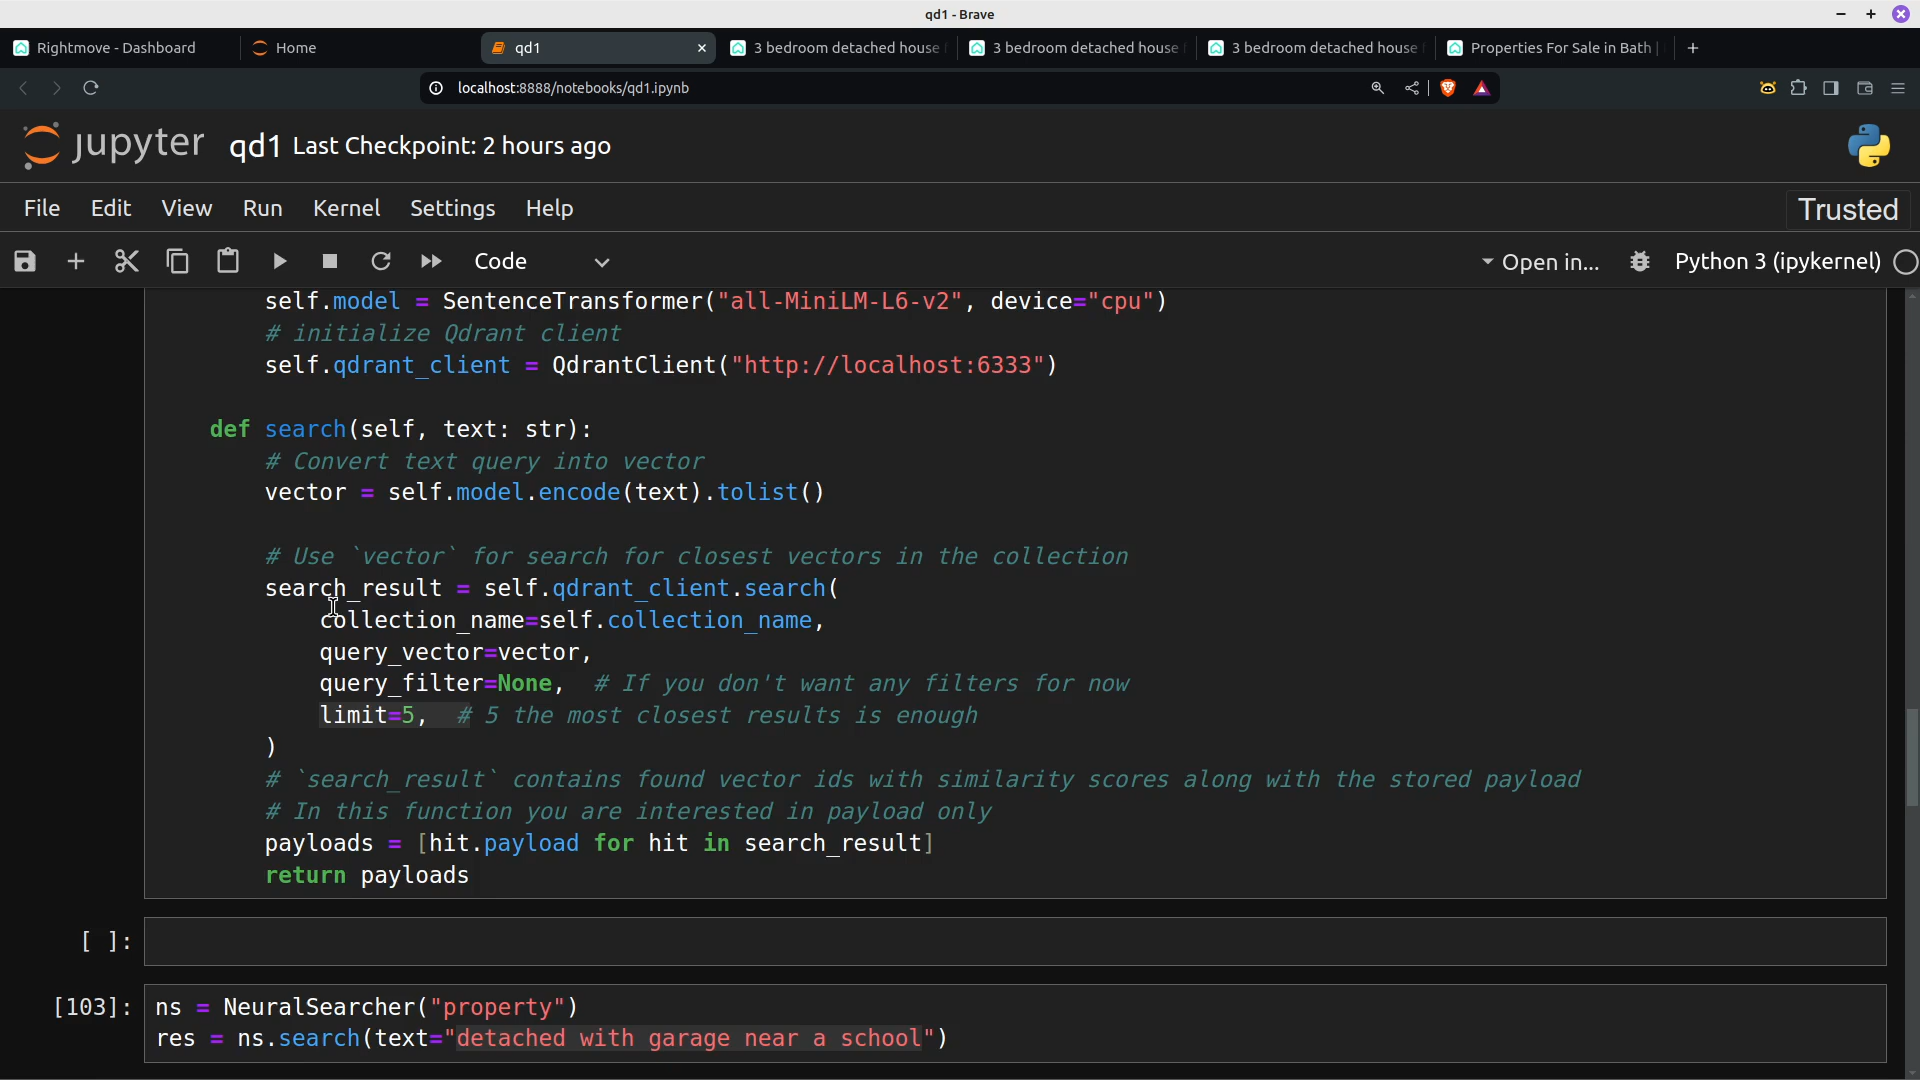 qd1 - Brave
Rightmove - Dashboard
Home
qd1
3 bedroom detached house
3 bedroom detached house
3 bedroom detached house
Properties For Sale in Bath |
localhost:8888/notebooks/qd1.ipynb
jupyter qd1 Last Checkpoint: 2 hours ago
File Edit View Run Kernel Settings Help Trusted
Code Open in... Python 3 (ipykernel)
self.model = SentenceTransformer("all-MiniLM-L6-v2", device="cpu")
# initialize Qdrant client
self.qdrant_client = QdrantClient("http://localhost:6333")
def search(self, text: str):
# Convert text query into vector
vector = self.model.encode(text).tolist()
# Use `vector` for search for closest vectors in the collection
search_result = self.qdrant_client.search(
collection_name=self.collection_name,
query_vector=vector,
query_filter=None,  # If you don't want any filters for now
limit=5,  # 5 the most closest results is enough
)
# `search_result` contains found vector ids with similarity scores along with the stored payload
# In this function you are interested in payload only
payloads = [hit.payload for hit in search_result]
return payloads
[ ]:
[103]: ns = NeuralSearcher("property")
res = ns.search(text="detached with garage near a school")